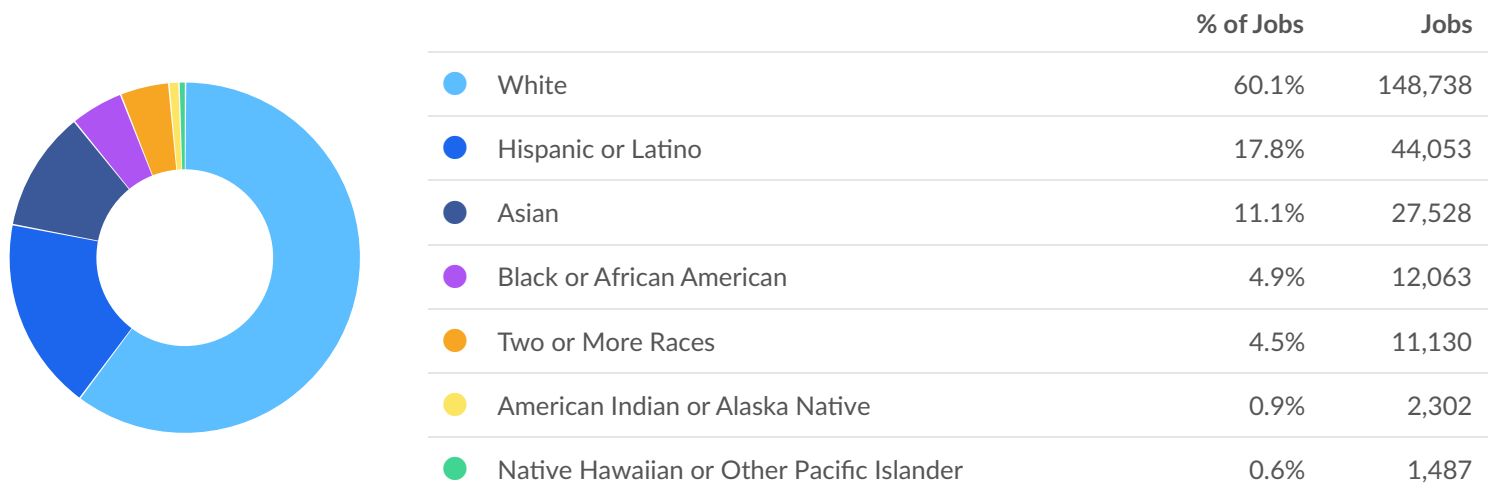 % of Jobs Jobs
White 60.1% 148,738
Hispanic or Latino 17.8% 44,053
Asian 11.1% 27,528
Black or African American 4.9% 12,063
Two or More Races 4.5% 11,130
American Indian or Alaska Native 0.9% 2,302
Native Hawaiian or Other Pacific Islander 0.6% 1,487